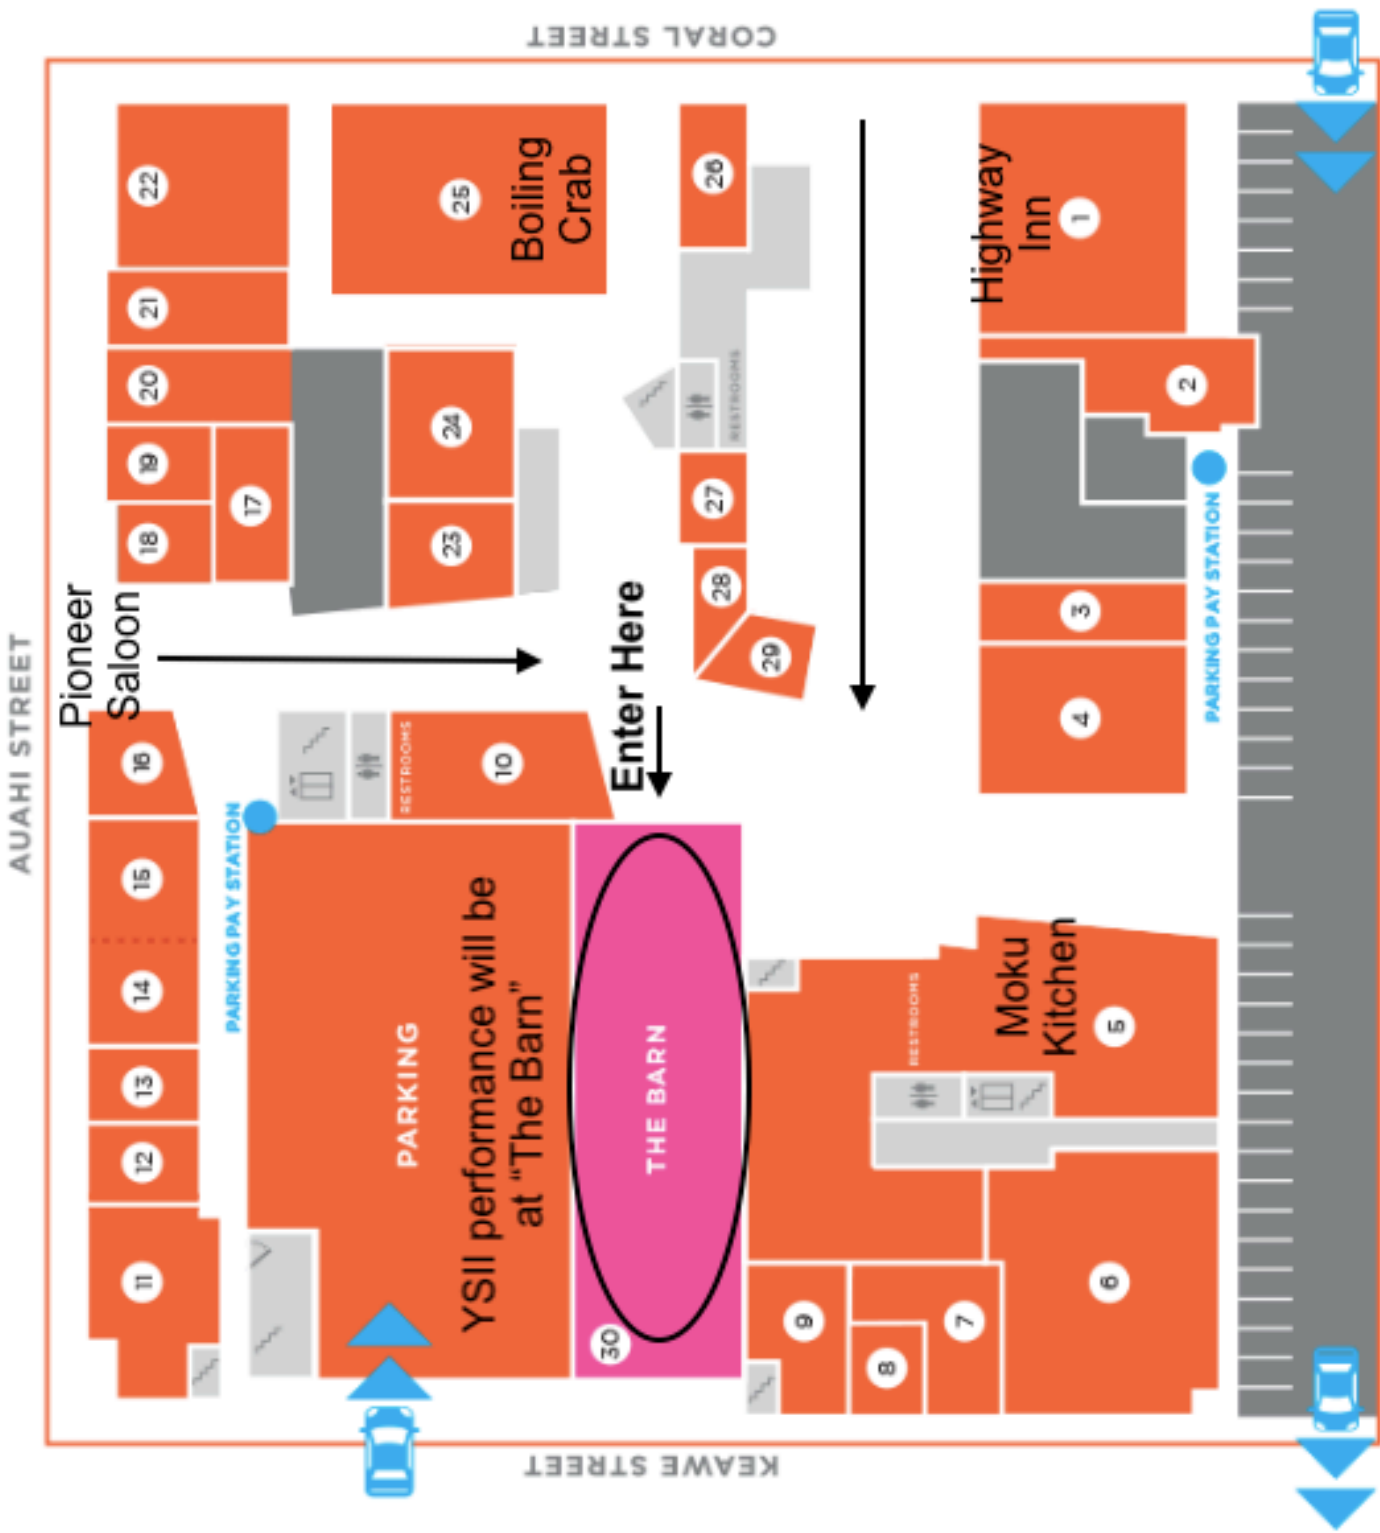 CORAL STREET
AUAHI STREET
KEAWE STREET
22
21
20
19
18
17
25
Boiling
Crab
24
23
26
RESTROOMS
27
28
29
Highway
Inn
1
2
PARKING PAY STATION
3
4
Pioneer
Saloon
16
15
14
13
12
11
PARKING PAY STATION
RESTROOMS
10
Enter Here
PARKING
YSII performance will be
at “The Barn”
THE BARN
30
RESTROOMS
Moku
Kitchen
5
6
7
8
9